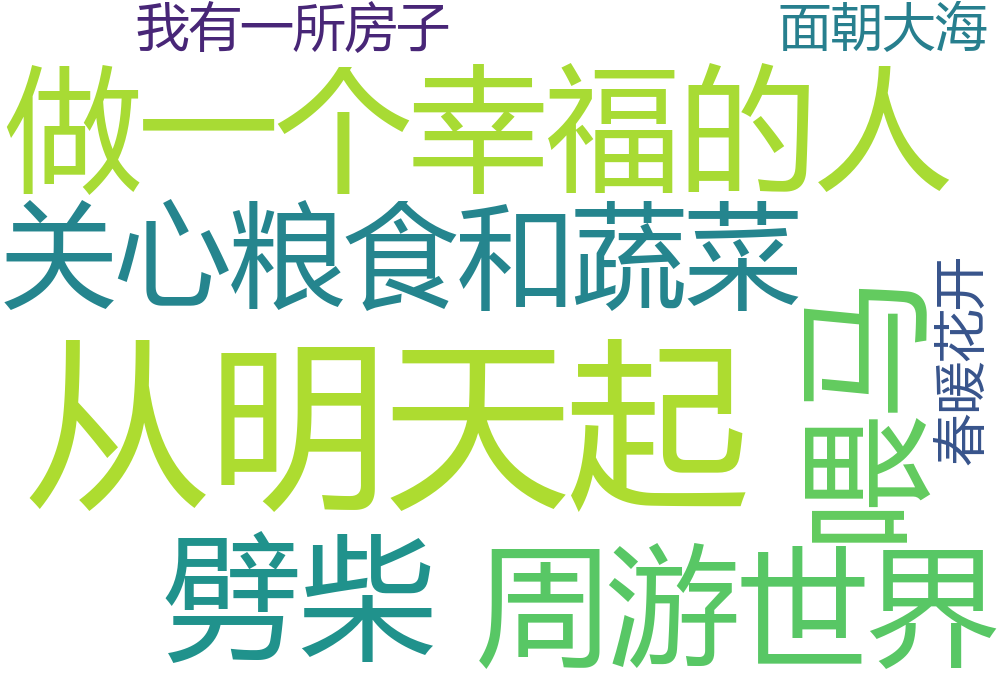 我有一所房子
面朝大海
做一个幸福的人
关心粮食和蔬菜
从明天起
喂马
春暖花开
劈柴
周游世界